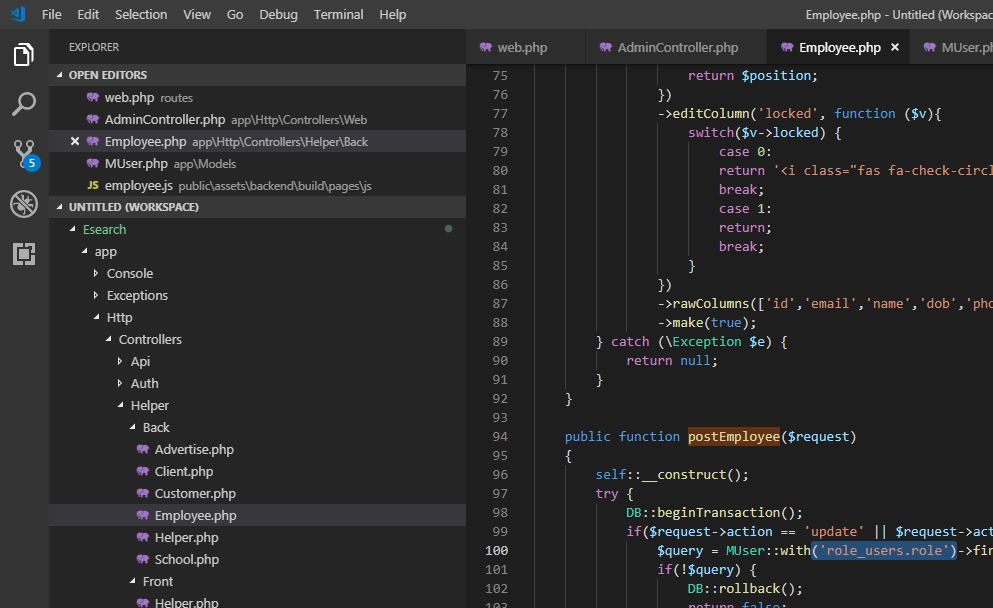 File Edit Selection View Go Debug Terminal Help Employee.php - Untitled (Workspac
EXPLORER
web.php AdminController.php Employee.php × MUser.ph
OPEN EDITORS
web.php routes
AdminController.php app\Http\Controllers\Web
Employee.php app\Http\Controllers\Helper\Back
MUser.php app\Models
JS employee.js public\assets\backend\build\pages\js
5
UNTITLED (WORKSPACE)
Esearch
app
Console
Exceptions
Http
Controllers
Api
Auth
Helper
Back
Advertise.php
Client.php
Customer.php
Employee.php
Helper.php
School.php
Front
Helper.php
75 return $position;
76 })
77 ->editColumn('locked', function ($v){
78 switch($v->locked) {
79 case 0:
80 return '<i class="fas fa-check-circl
81 break;
82 case 1:
83 return;
84 break;
85 }
86 })
87 ->rawColumns(['id','email','name','dob','pho
88 ->make(true);
89 } catch (\Exception $e) {
90 return null;
91 }
92 }
93
94 public function postEmployee($request)
95 {
96 self::__construct();
97 try {
98 DB::beginTransaction();
99 if($request->action == 'update' || $request->act
100 $query = MUser::with('role_users.role')->fin
101 if(!$query) {
102 DB::rollback();
103 return false;